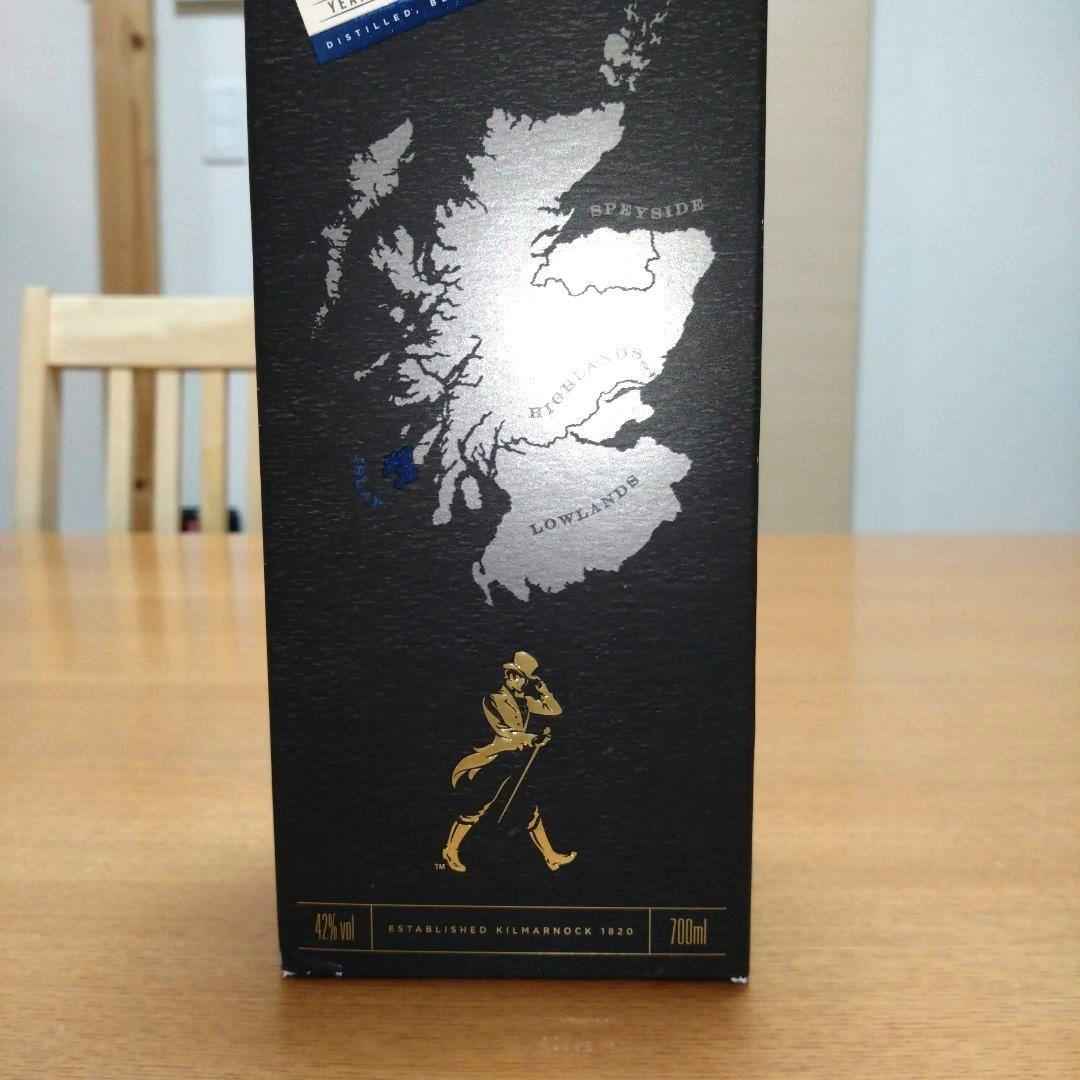 DISTILLED,
SPEYSIDE
HIGHLANDS
ISLAY
LOWLANDS
TM
42% vol
ESTABLISHED KILMARNOCK 1820
700ml